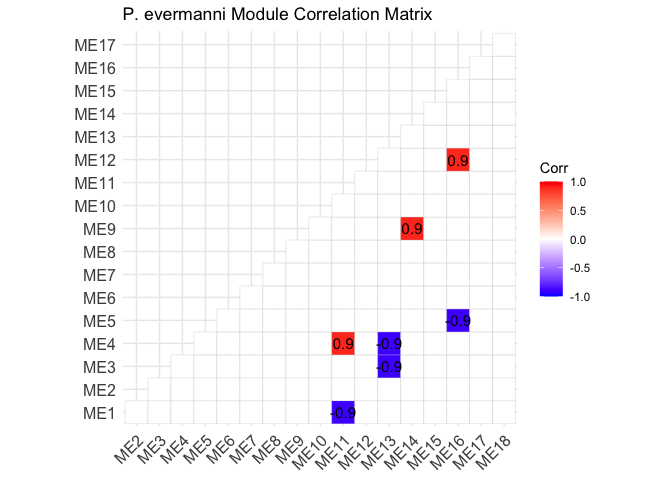 P. evermanni Module Correlation Matrix
ME17
ME16
ME15
ME14
ME13
ME12
ME11
ME10
ME9
ME8
ME7
ME6
ME5
ME4
ME3
ME2
ME1
0.9
0.9
-0.9
0.9
-0.9
-0.9
-0.9
ME2
ME3
ME4
ME5
ME6
ME7
ME8
ME9
ME10
ME11
ME12
ME13
ME14
ME15
ME16
ME17
ME18
Corr
1.0
0.5
0.0
-0.5
-1.0